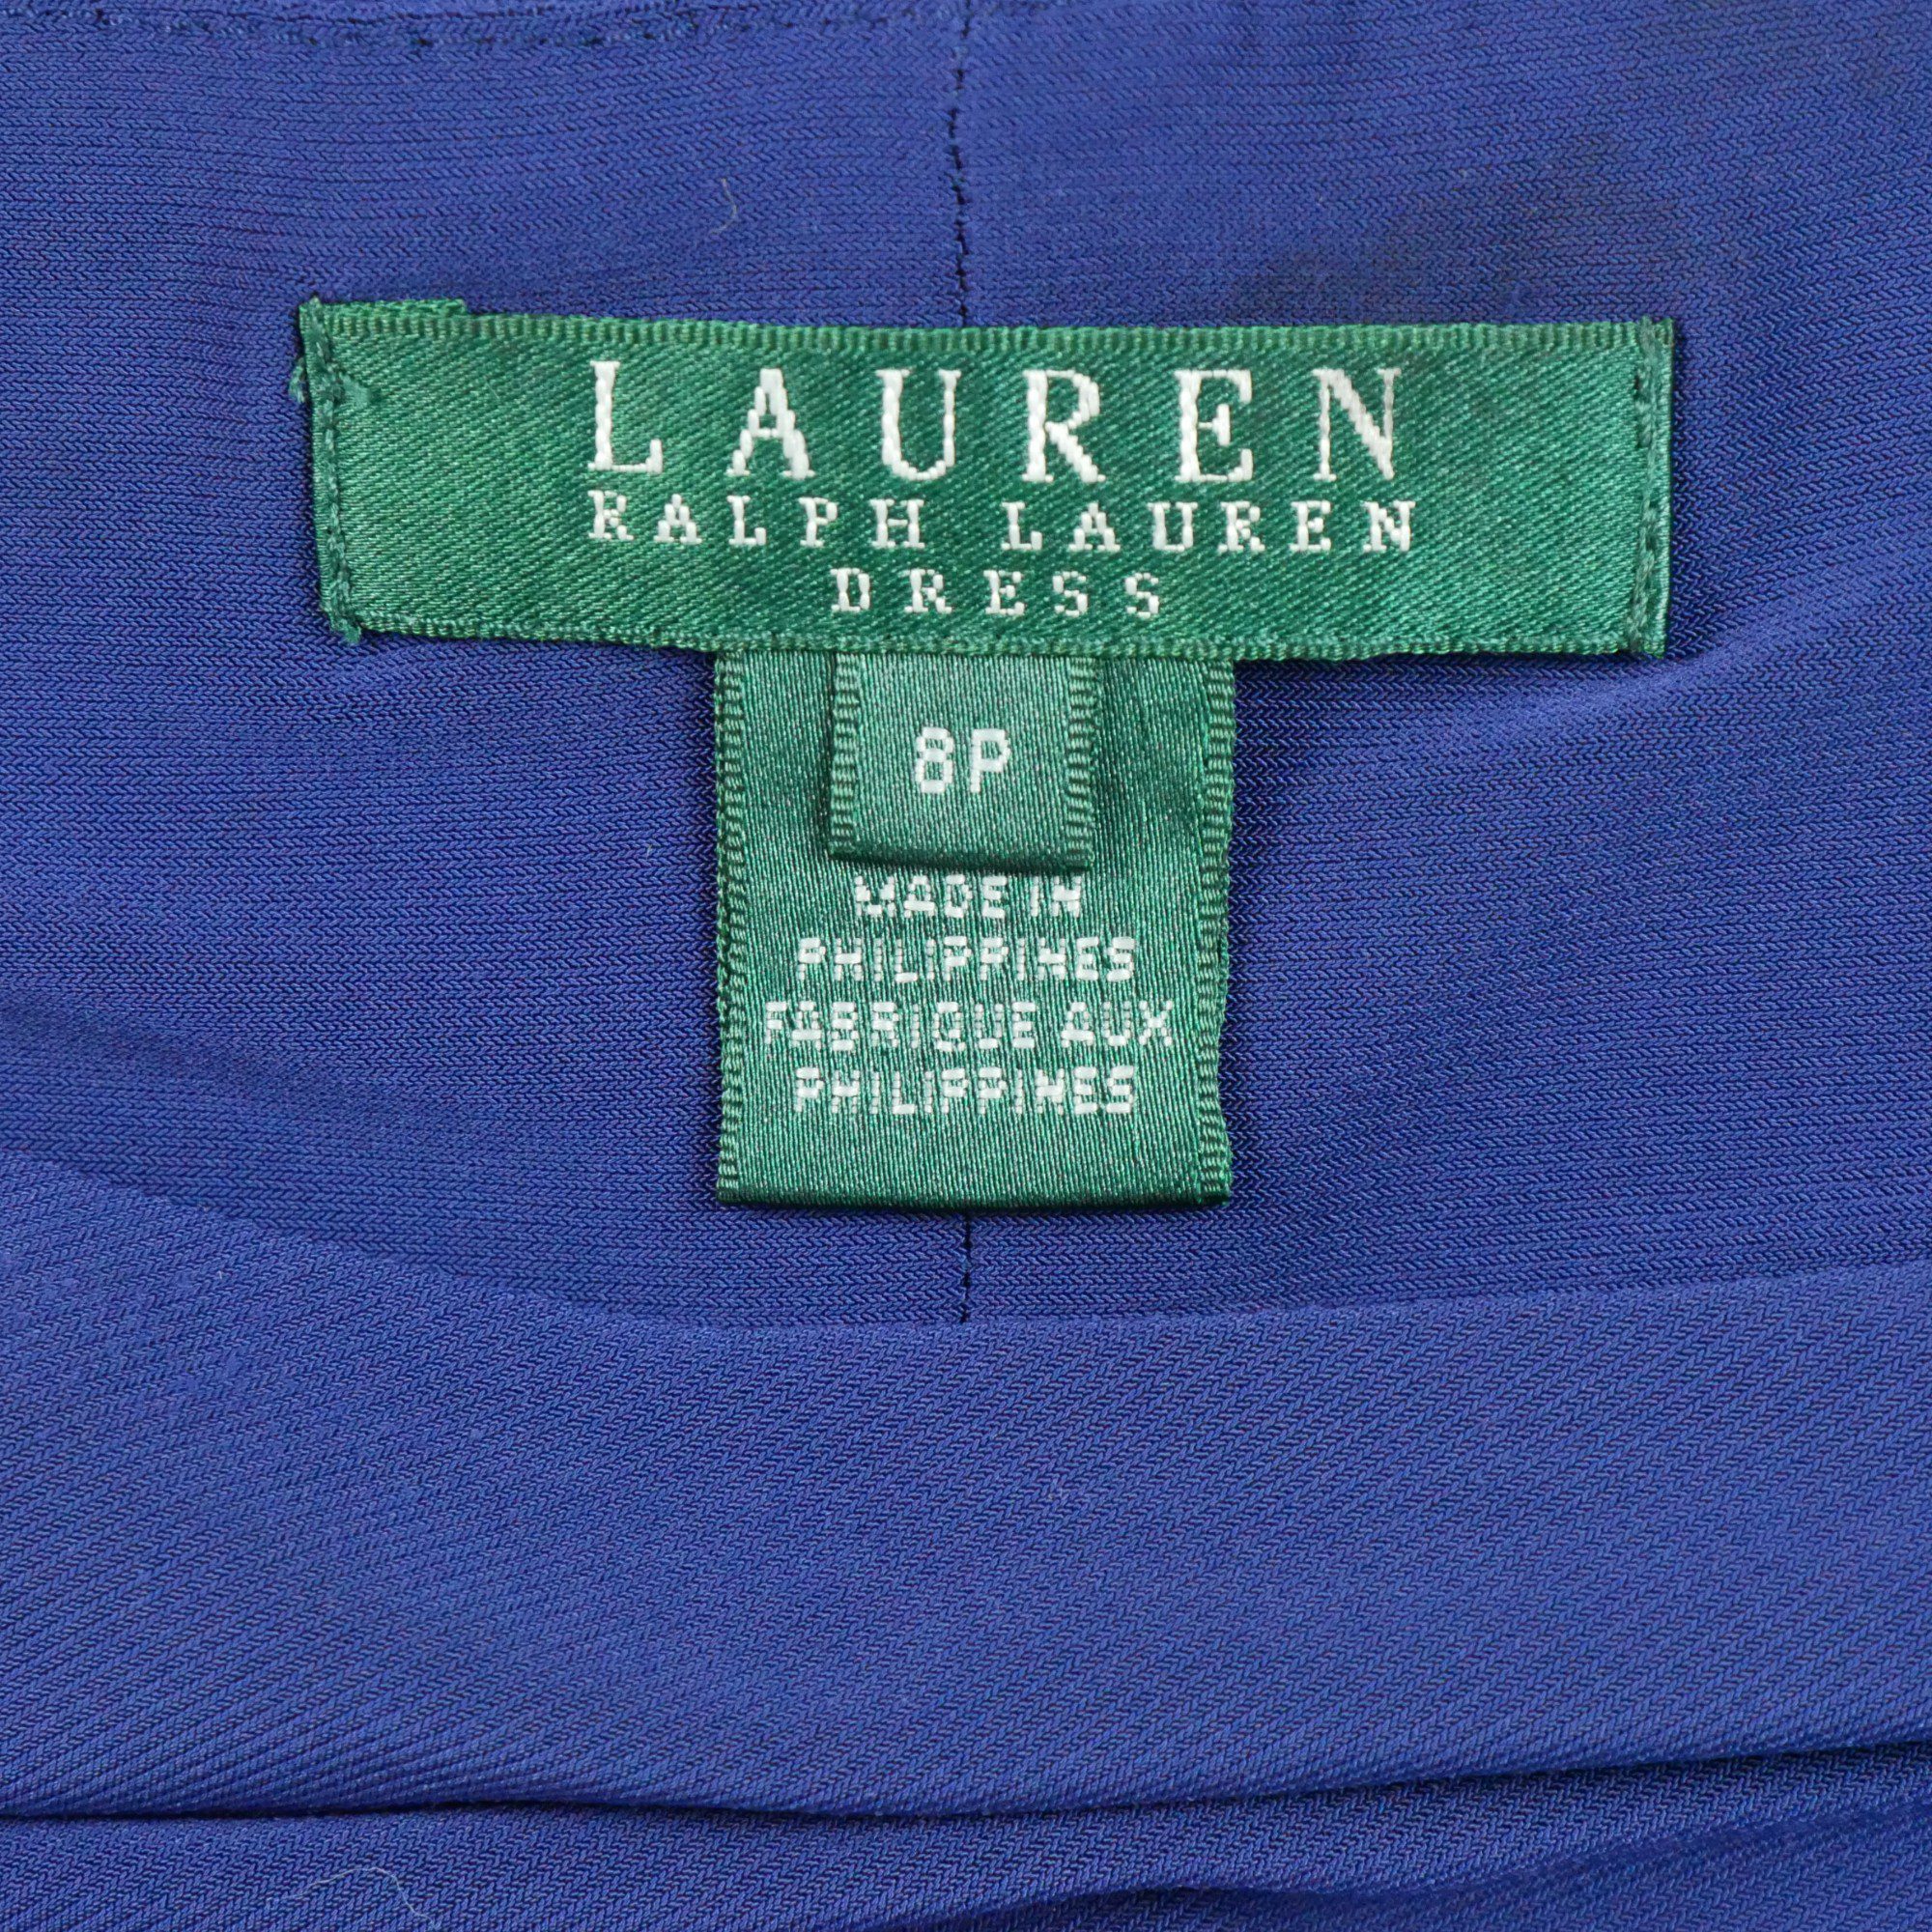 LAUREN
RALPH LAUREN
DRESS
8P
MADE IN
PHILIPPINES
FABRIQUE AUX
PHILIPPINES